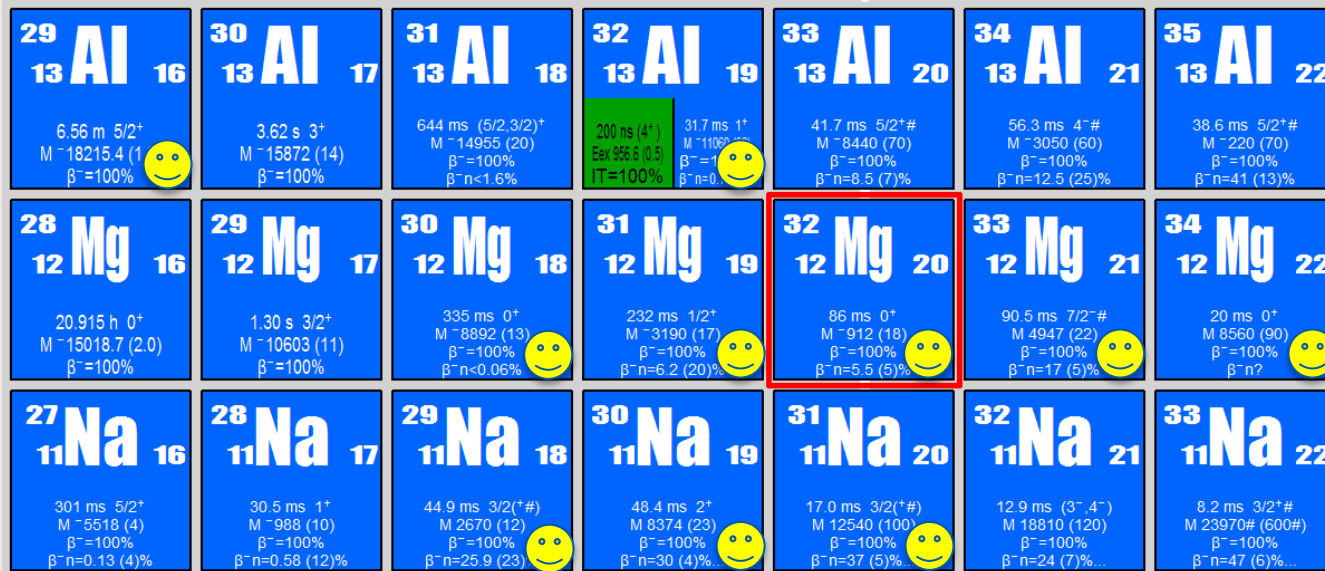 29 Al 13 16
6.56 m 5/2⁺
M ⁻18215.4 (1
β⁻=100%
30 Al 13 17
3.62 s 3⁺
M ⁻15872 (14)
β⁻=100%
31 Al 13 18
644 ms (5/2,3/2)⁺
M ⁻14955 (20)
β⁻=100%
β⁻n<1.6%
32 Al 13 19
200 ns (4⁺)
Eex 956.6 (0.5)
IT=100%
31.7 ms 1⁺
M ⁻11060
β⁻=1
β⁻n=0.
33 Al 13 20
41.7 ms 5/2⁺#
M ⁻8440 (70)
β⁻=100%
β⁻n=8.5 (7)%
34 Al 13 21
56.3 ms 4⁻#
M ⁻3050 (60)
β⁻=100%
β⁻n=12.5 (25)%
35 Al 13 22
38.6 ms 5/2⁺#
M ⁻220 (70)
β⁻=100%
β⁻n=41 (13)%
28 Mg 12 16
20.915 h 0⁺
M ⁻15018.7 (2.0)
β⁻=100%
29 Mg 12 17
1.30 s 3/2⁺
M ⁻10603 (11)
β⁻=100%
30 Mg 12 18
335 ms 0⁺
M ⁻8892 (13)
β⁻=100%
β⁻n<0.06%
31 Mg 12 19
232 ms 1/2⁺
M ⁻3190 (17)
β⁻=100%
β⁻n=6.2 (20)%
32 Mg 12 20
86 ms 0⁺
M ⁻912 (18)
β⁻=100%
β⁻n=5.5 (5)%
33 Mg 12 21
90.5 ms 7/2⁻#
M 4947 (22)
β⁻=100%
β⁻n=17 (5)%
34 Mg 12 22
20 ms 0⁺
M 8560 (90)
β⁻=100%
β⁻n?
27 Na 11 16
301 ms 5/2⁺
M ⁻5518 (4)
β⁻=100%
β⁻n=0.13 (4)%
28 Na 11 17
30.5 ms 1⁺
M ⁻988 (10)
β⁻=100%
β⁻n=0.58 (12)%
29 Na 11 18
44.9 ms 3/2(⁺#)
M 2670 (12)
β⁻=100%
β⁻n=25.9 (23)
30 Na 11 19
48.4 ms 2⁺
M 8374 (23)
β⁻=100%
β⁻n=30 (4)%...
31 Na 11 20
17.0 ms 3/2(⁺#)
M 12540 (100)
β⁻=100%
β⁻n=37 (5)%...
32 Na 11 21
12.9 ms (3⁻,4⁻)
M 18810 (120)
β⁻=100%
β⁻n=24 (7)%...
33 Na 11 22
8.2 ms 3/2⁺#
M 23970# (600#)
β⁻=100%
β⁻n=47 (6)%...